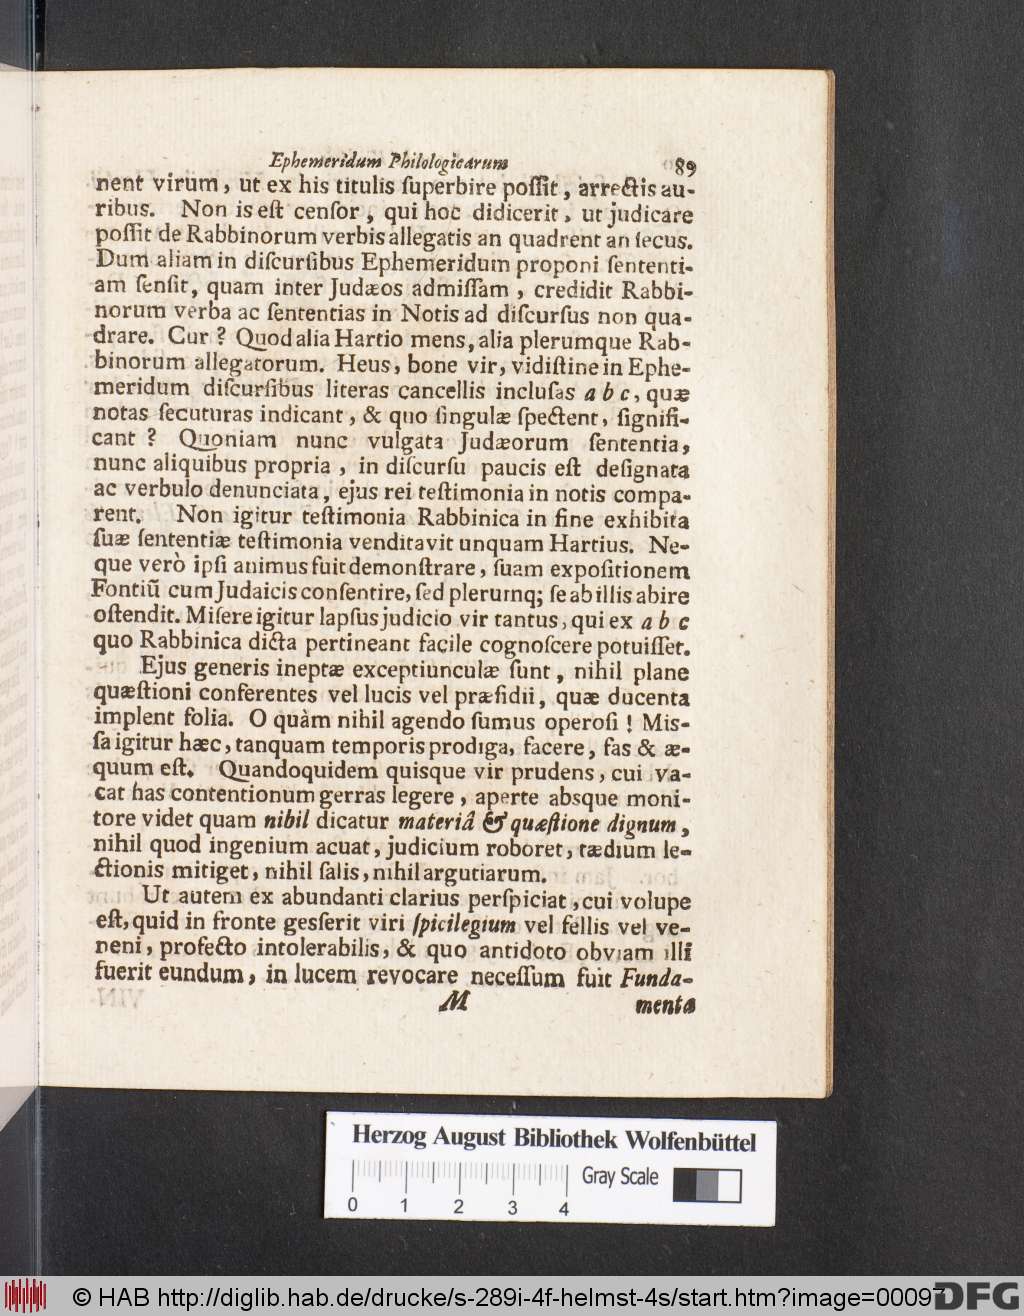 Ephemeridum Philologicarum 89
nent virum, ut ex his titulis ſuperbire poſſit, arrectis au-
ribus. Non is eſt cenſor, qui hoc didicerit, ut judicare
poſſit de Rabbinorum verbis allegatis an quadrent an ſecus.
Dum aliam in diſcurſibus Ephemeridum proponi ſententi-
am ſenſit, quam inter Judæos admiſſam, credidit Rabbi-
norum verba ac ſententias in Notis ad diſcurſus non qua-
drare. Cur? Quod alia Hartio mens, alia plerumque Rab-
binorum allegatorum. Heus, bone vir, vidiſtine in Ephe-
meridum diſcurſibus literas cancellis incluſas a b c, quæ
notas ſecuturas indicant, & quo ſingulæ ſpectent, ſignifi-
cant? Quoniam nunc vulgata Judæorum ſententia,
nunc aliquibus propria, in diſcurſu paucis eſt deſignata
ac verbulo denunciata, ejus rei teſtimonia in notis compa-
rent. Non igitur teſtimonia Rabbinica in fine exhibita
ſuæ ſententiæ teſtimonia venditavit unquam Hartius. Ne-
que verò ipſi animus fuit demonſtrare, ſuam expoſitionem
Fontiũ cum Judaicis conſentire, ſed plerumq; ſe ab illis abire
oſtendit. Miſere igitur lapſus judicio vir tantus, qui ex a b c
quo Rabbinica dicta pertineant facile cognoſcere potuiſſet.
Ejus generis ineptæ exceptiunculæ ſunt, nihil plane
quæſtioni conferentes vel lucis vel præſidii, quæ ducenta
implent folia. O quàm nihil agendo ſumus operoſi! Miſ-
ſa igitur hæc, tanquam temporis prodiga, facere, fas & æ-
quum eſt. Quandoquidem quisque vir prudens, cui va-
cat has contentionum gerras legere, aperte absque moni-
tore videt quam nihil dicatur materiâ & quæſtione dignum,
nihil quod ingenium acuat, judicium roboret, tædium le-
ctionis mitiget, nihil ſalis, nihil argutiarum.
Ut autem ex abundanti clarius perſpiciat, cui volupe
eſt, quid in fronte geſſerit viri ſpicilegium vel fellis vel ve-
neni, profecto intolerabilis, & quo antidoto obviam illi
fuerit eundum, in lucem revocare neceſſum fuit Funda-
M menta
Herzog August Bibliothek Wolfenbüttel
Gray Scale
0 1 2 3 4
© HAB http://diglib.hab.de/drucke/s-289i-4f-helmst-4s/start.htm?image=00097
DFG